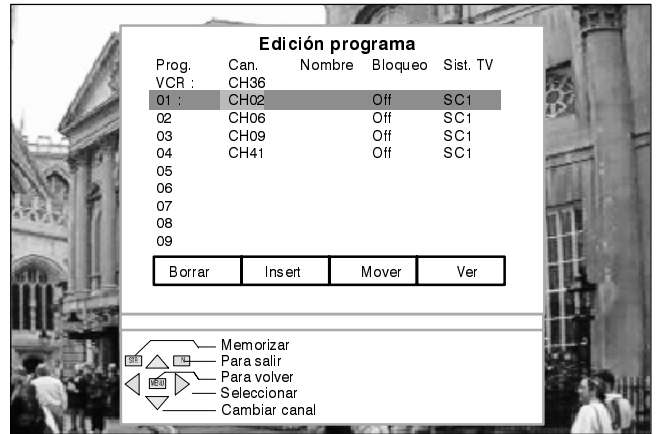 Edición programa
Prog. Can. Nombre Bloqueo Sist. TV
VCR : CH36
01 : CH02 Off SC1
02 CH06 Off SC1
03 CH09 Off SC1
04 CH41 Off SC1
05
06
07
08
09
Borrar Insert Mover Ver
Memorizar
STR N Para salir
MENU Para volver
Seleccionar
Cambiar canal